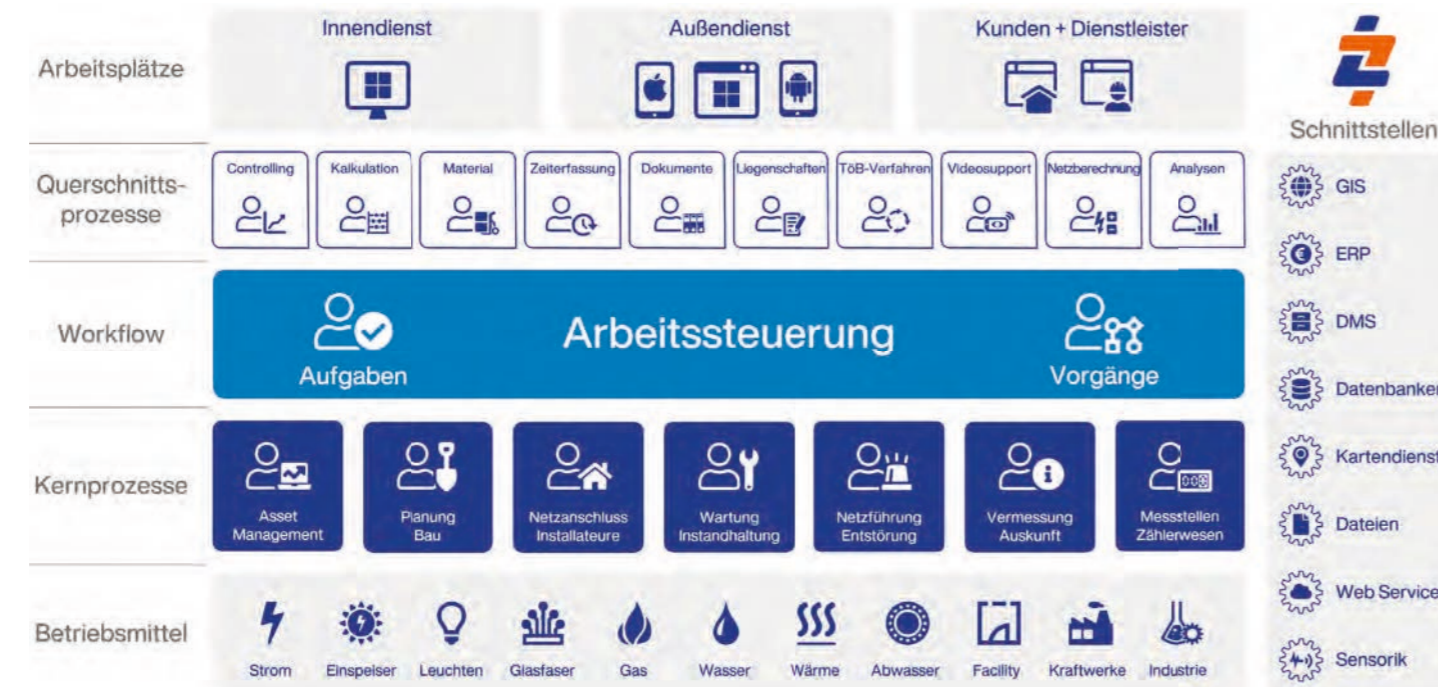 Arbeitsplätze
Innendienst
Außendienst
Kunden + Dienstleister
Schnittstellen
Querschnitts-
prozesse
Controlling
Kalkulation
Material
Zeiterfassung
Dokumente
Liegenschaften
TöB-Verfahren
Videosupport
Netzberechnung
Analysen
Workflow
Aufgaben
Arbeitssteuerung
Vorgänge
Kernprozesse
Asset
Management
Planung
Bau
Netzanschluss
Installateure
Wartung
Instandhaltung
Netzführung
Entstörung
Vermessung
Auskunft
Messstellen
Zählerwesen
Betriebsmittel
Strom
Einspeiser
Leuchten
Glasfaser
Gas
Wasser
Wärme
Abwasser
Facility
Kraftwerke
Industrie
GIS
ERP
DMS
Datenbanken
Kartendienst
Dateien
Web Service
Sensorik